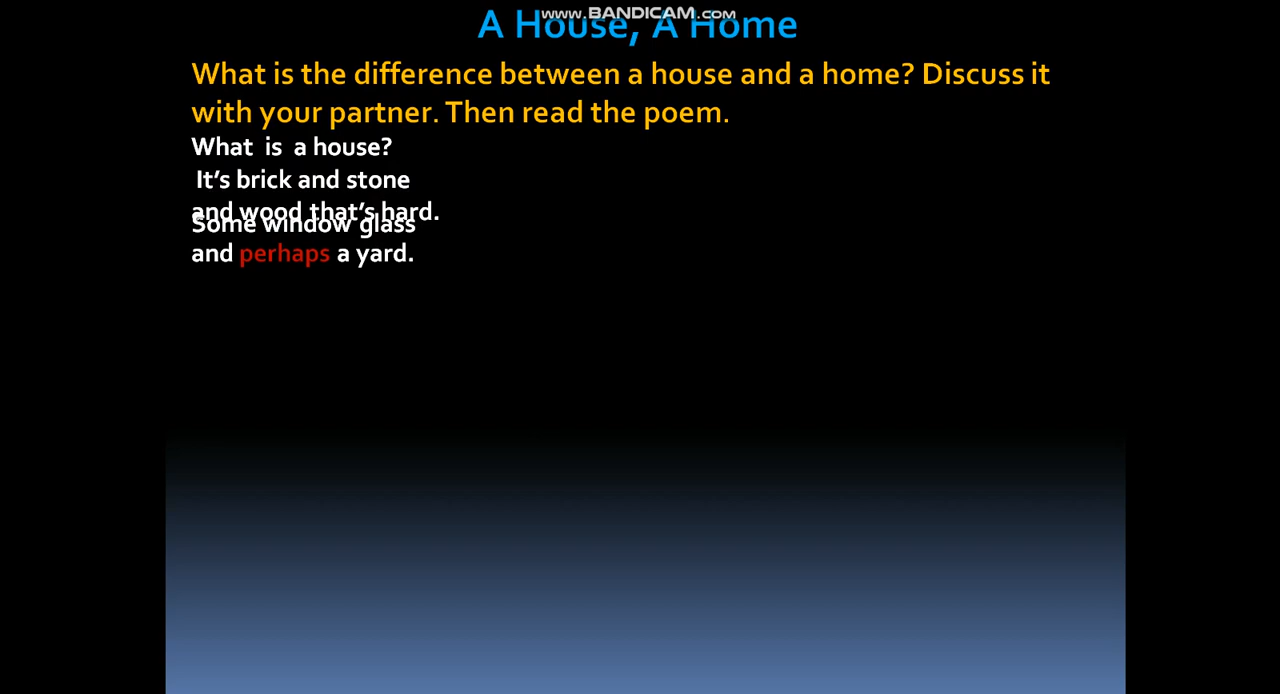 www.BANDICAM.com
A House, A Home
What is the difference between a house and a home? Discuss it
with your partner. Then read the poem.
What is a house?
It’s brick and stone
and wood that’s hard.
Some window glass
and perhaps a yard.